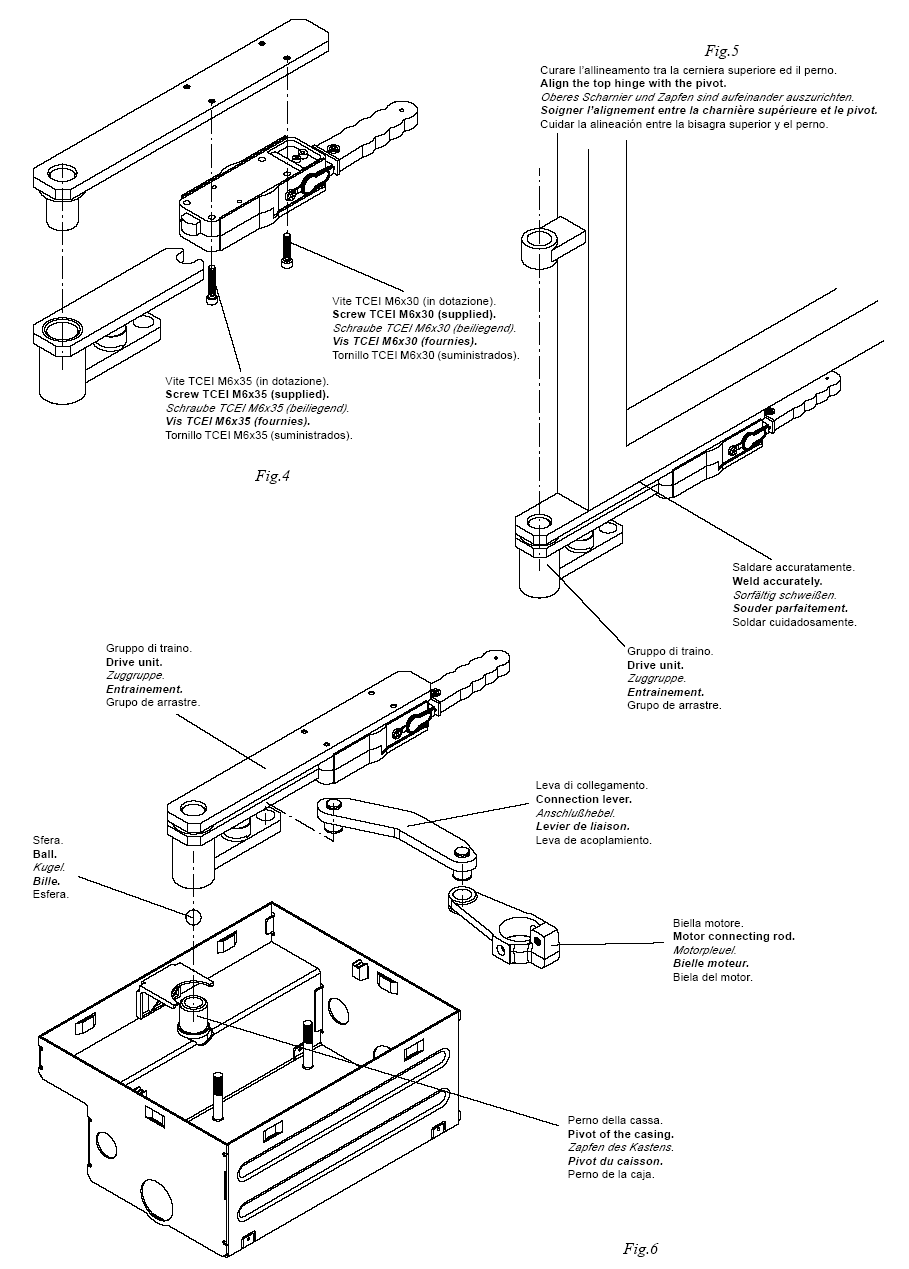 Fig.5
Curare l'allineamento tra la cerniera superiore ed il perno.
Align the top hinge with the pivot.
Oberes Scharnier und Zapfen sind aufeinander auszurichten.
Soigner l'alignement entre la charnière supérieure et le pivot.
Cuidar la alineación entre la bisagra superior y el perno.
Vite TCEI M6x30 (in dotazione).
Screw TCEI M6x30 (supplied).
Schraube TCEI M6x30 (beiliegend).
Vis TCEI M6x30 (fournies).
Tornillo TCEI M6x30 (suministrados).
Vite TCEI M6x35 (in dotazione).
Screw TCEI M6x35 (supplied).
Schraube TCEI M6x35 (beiliegend).
Vis TCEI M6x35 (fournies).
Tornillo TCEI M6x35 (suministrados).
Fig.4
Saldare accuratamente.
Weld accurately.
Sorfältig schweißen.
Souder parfaitement.
Soldar cuidadosamente.
Gruppo di traino.
Drive unit.
Zuggruppe.
Entrainement.
Grupo de arrastre.
Gruppo di traino.
Drive unit.
Zuggruppe.
Entrainement.
Grupo de arrastre.
Leva di collegamento.
Connection lever.
Anschlußhebel.
Levier de liaison.
Leva de acoplamiento.
Sfera.
Ball.
Kugel.
Bille.
Esfera.
Biella motore.
Motor connecting rod.
Motorpleuel.
Bielle moteur.
Biela del motor.
Perno della cassa.
Pivot of the casing.
Zapfen des Kastens.
Pivot du caisson.
Perno de la caja.
Fig.6